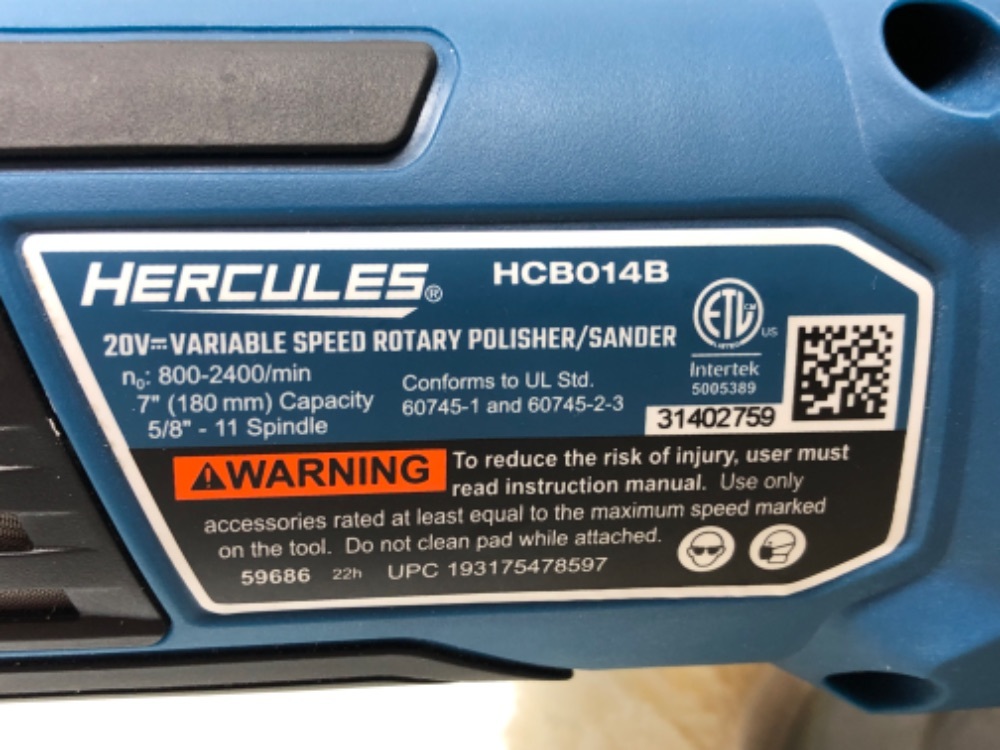 HERCULES® HCB014B
20V⎓VARIABLE SPEED ROTARY POLISHER/SANDER
n₀: 800-2400/min
7" (180 mm) Capacity
5/8" - 11 Spindle
Conforms to UL Std.
60745-1 and 60745-2-3
ETL CM US
Intertek
5005389
31402759
⚠WARNING To reduce the risk of injury, user must
read instruction manual. Use only
accessories rated at least equal to the maximum speed marked
on the tool. Do not clean pad while attached.
59686 22h UPC 193175478597